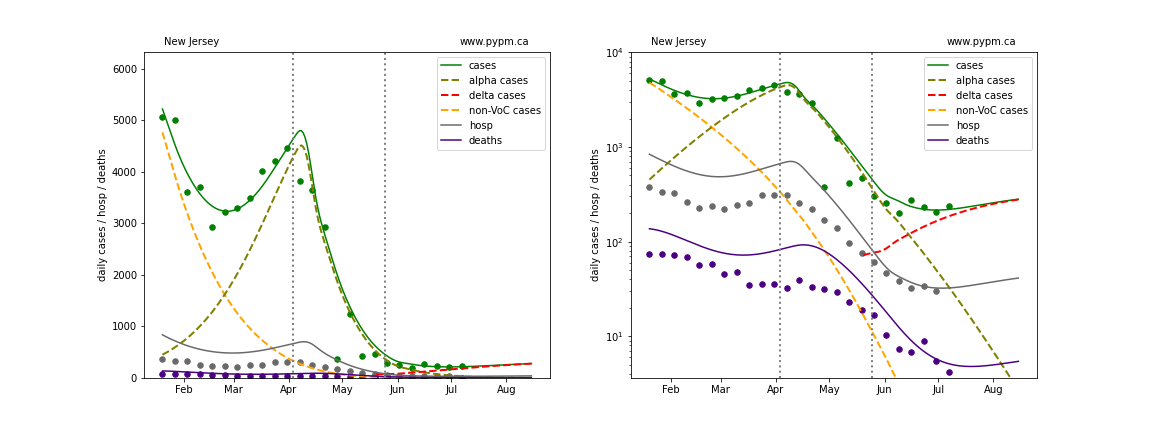 New Jersey www.pypm.ca
daily cases / hosp / deaths
6000
5000
4000
3000
2000
1000
0
Feb Mar Apr May Jun Jul Aug
cases
alpha cases
delta cases
non-VoC cases
hosp
deaths
New Jersey www.pypm.ca
daily cases / hosp / deaths
10⁴
10³
10²
10¹
Feb Mar Apr May Jun Jul Aug
cases
alpha cases
delta cases
non-VoC cases
hosp
deaths